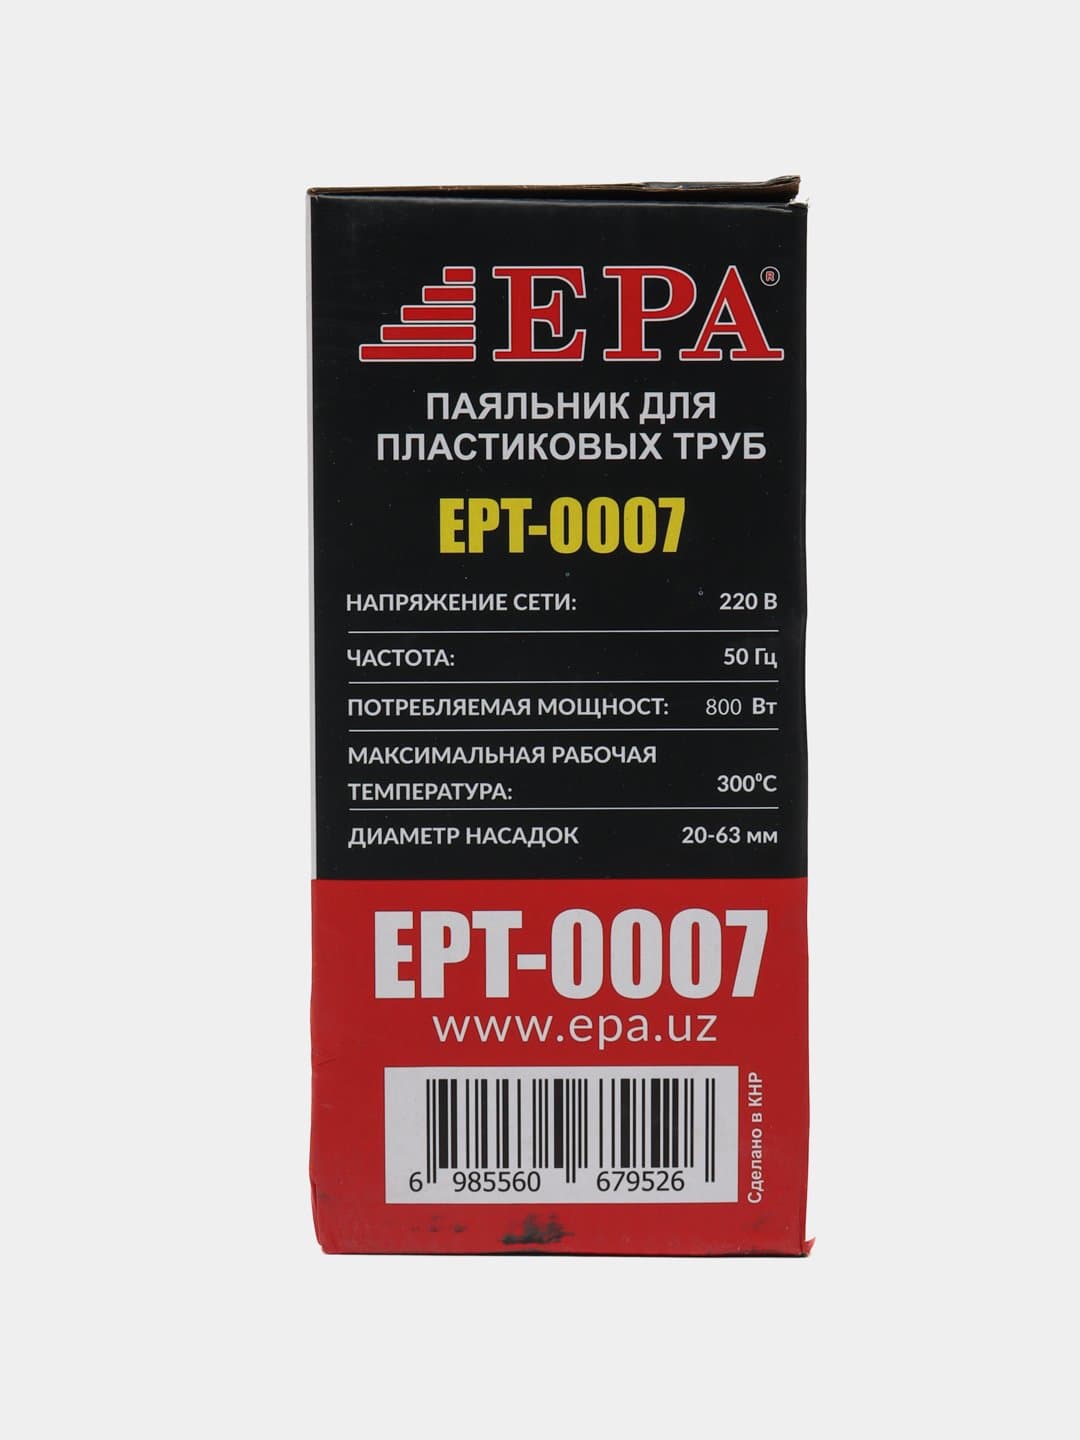 EPA®
ПАЯЛЬНИК ДЛЯ
ПЛАСТИКОВЫХ ТРУБ
EPT-0007
НАПРЯЖЕНИЕ СЕТИ: 220 В
ЧАСТОТА: 50 Гц
ПОТРЕБЛЯЕМАЯ МОЩНОСТ: 800 Вт
МАКСИМАЛЬНАЯ РАБОЧАЯ
ТЕМПЕРАТУРА: 300⁰С
ДИАМЕТР НАСАДОК 20-63 мм
EPT-0007
www.epa.uz
6 985560 679526
Сделано в КНР